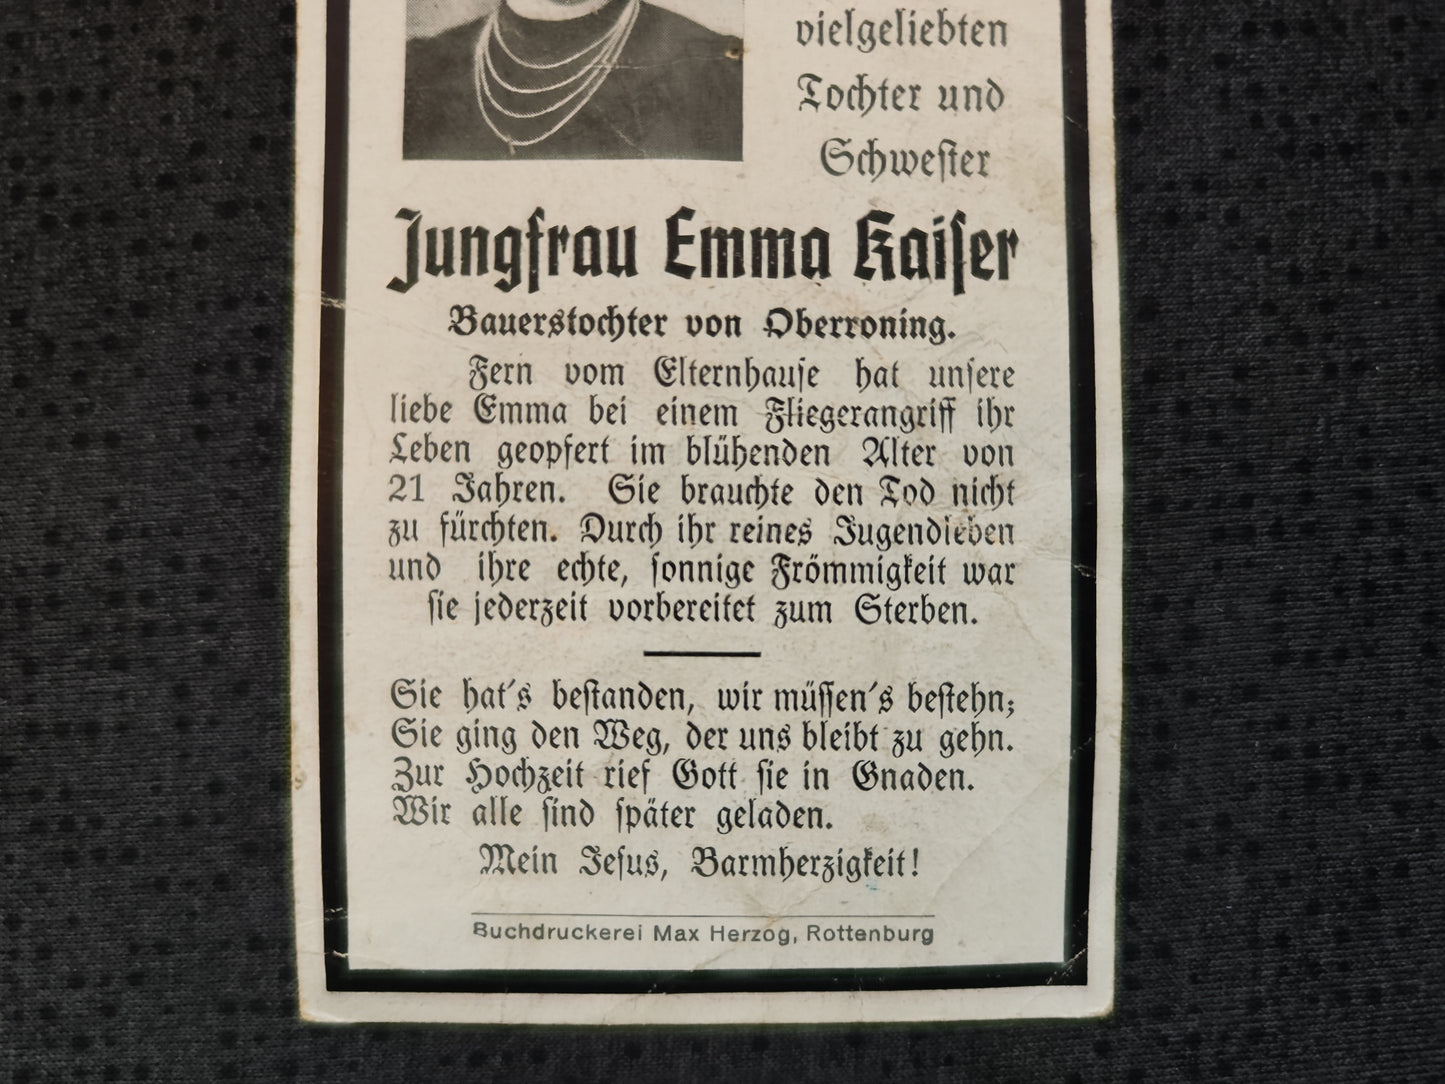 vielgeliebten
Tochter und
Schwester
Jungfrau Emma Kaiser
Bauerstochter von Oberroning.
Fern vom Elternhause hat unsere
liebe Emma bei einem Fliegerangriff ihr
Leben geopfert im blühenden Alter von
21 Jahren. Sie brauchte den Tod nicht
zu fürchten. Durch ihr reines Jugendleben
und ihre echte, sonnige Frömmigkeit war
sie jederzeit vorbereitet zum Sterben.
Sie hat's bestanden, wir müssen's bestehn;
Sie ging den Weg, der uns bleibt zu gehn.
Zur Hochzeit rief Gott sie in Gnaden.
Wir alle sind später geladen.
Mein Jesus, Barmherzigkeit!
Buchdruckerei Max Herzog, Rottenburg